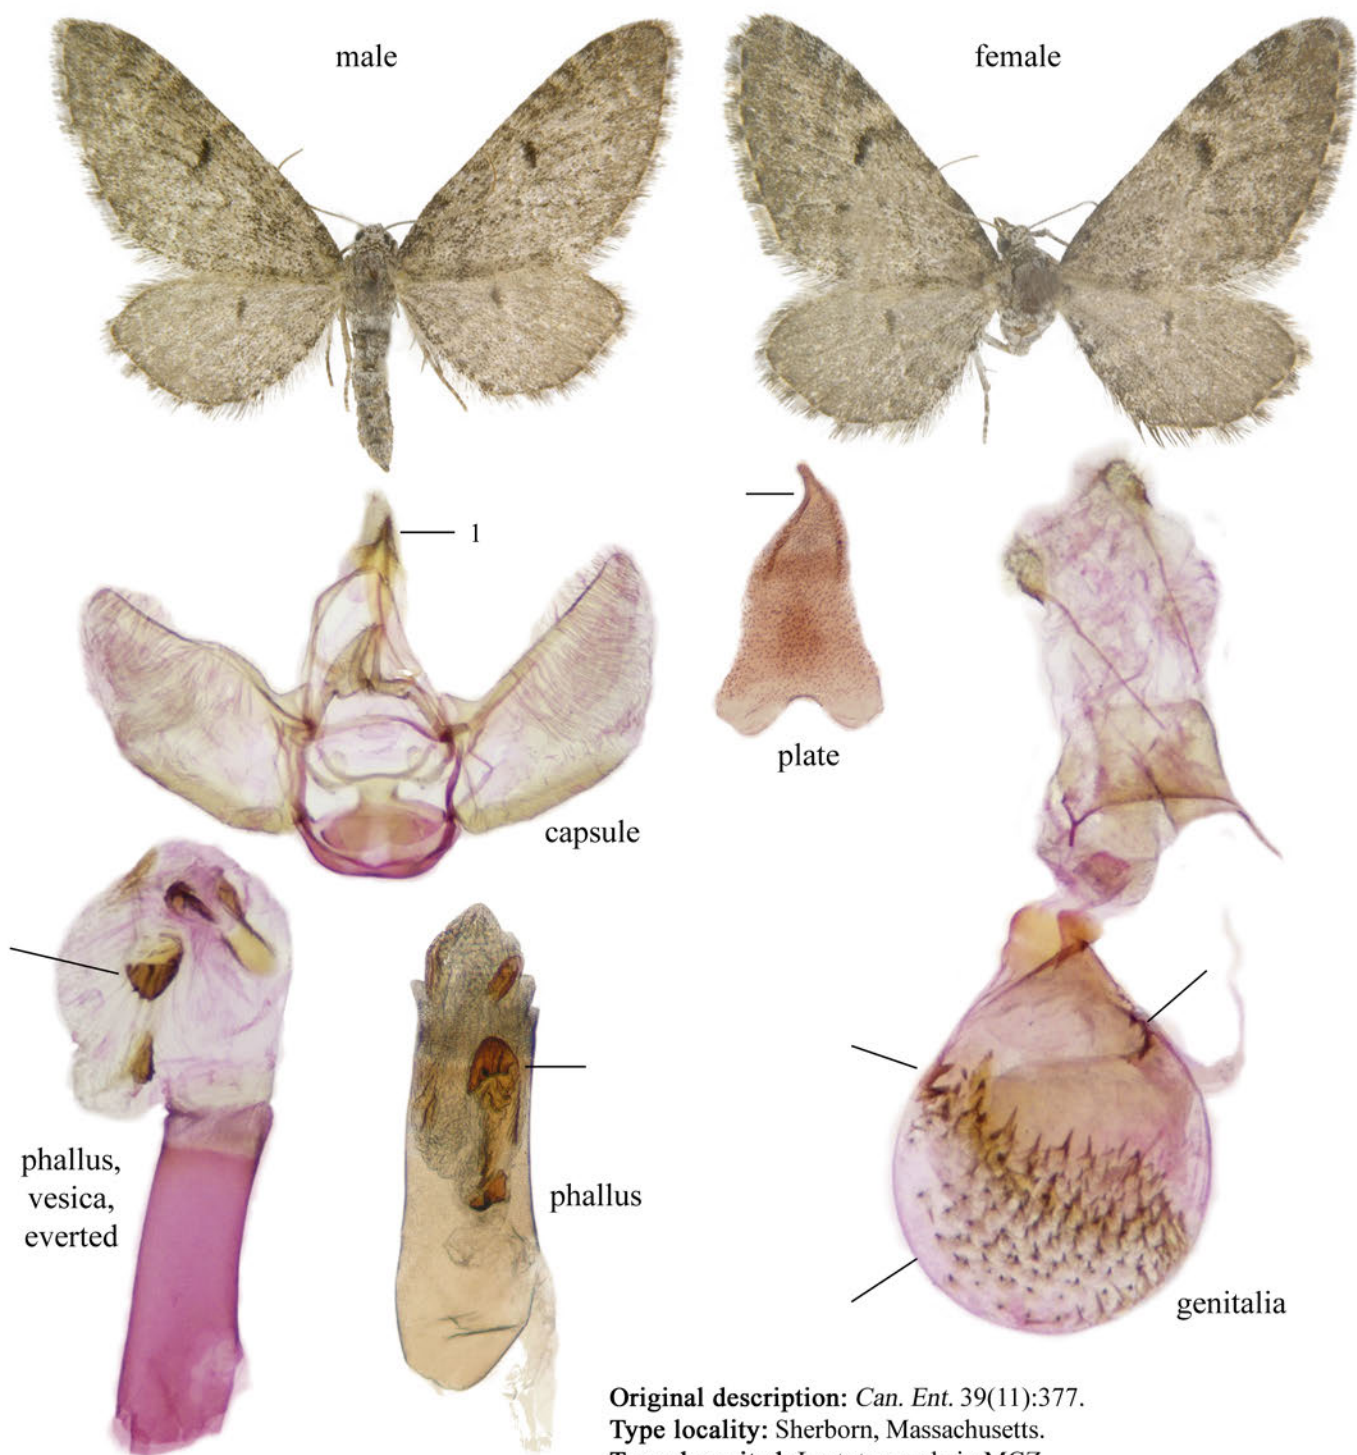 male
female
1
plate
capsule
phallus,
vesica,
everted
phallus
genitalia
Original description: Can. Ent. 39(11):377.
Type locality: Sherborn, Massachusetts.